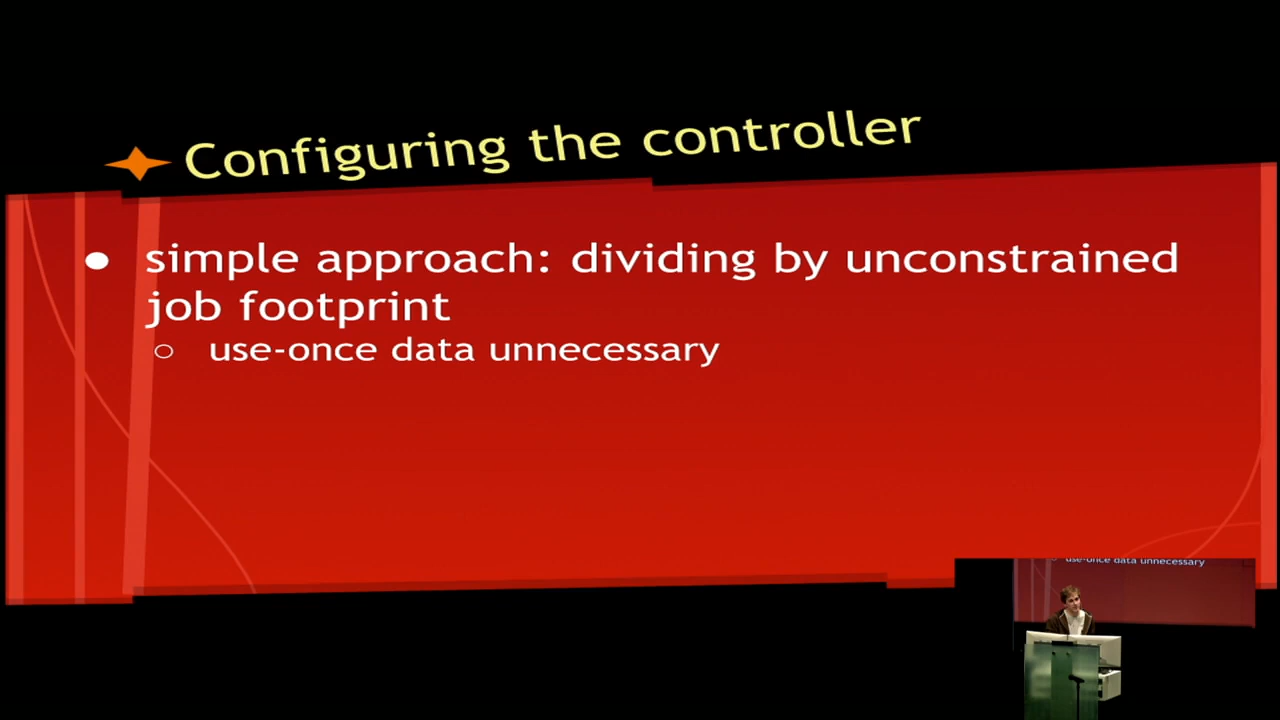 Configuring the controller
simple approach: dividing by unconstrained
job footprint
use-once data unnecessary
use-once data unnecessary